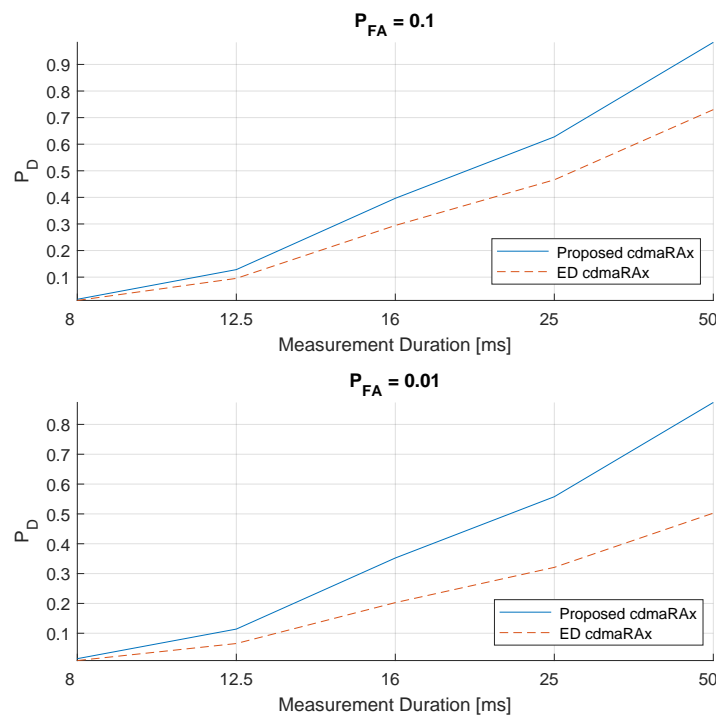 P_FA = 0.1
0.9
0.8
0.7
0.6
0.5
0.4
0.3
0.2
0.1
P_D
Proposed cdmaRAx
ED cdmaRAx
8 12.5 16 25 50
Measurement Duration [ms]
P_FA = 0.01
0.8
0.7
0.6
0.5
0.4
0.3
0.2
0.1
P_D
Proposed cdmaRAx
ED cdmaRAx
8 12.5 16 25 50
Measurement Duration [ms]